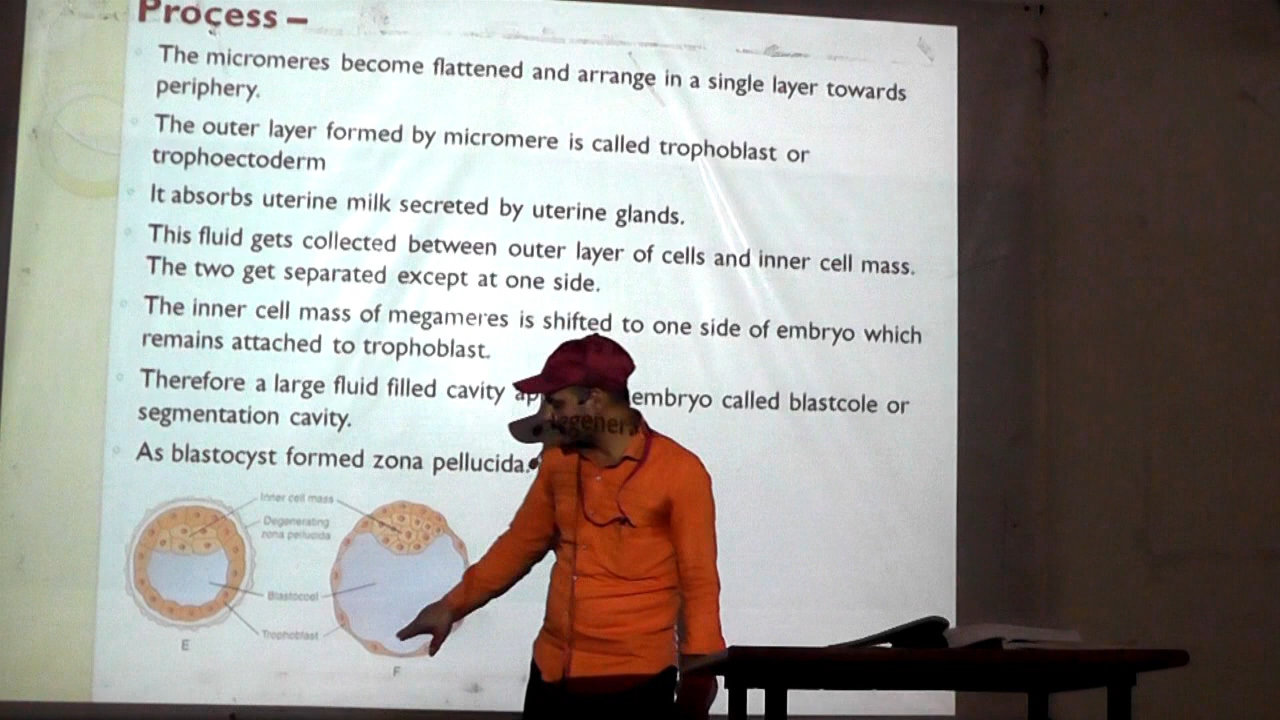 Process –
The micromeres become flattened and arrange in a single layer towards
periphery.
The outer layer formed by micromere is called trophoblast or
trophoectoderm
It absorbs uterine milk secreted by uterine glands.
This fluid gets collected between outer layer of cells and inner cell mass.
The two get separated except at one side.
The inner cell mass of megameres is shifted to one side of embryo which
remains attached to trophoblast.
Therefore a large fluid filled cavity ap embryo called blastcole or
segmentation cavity.
As blastocyst formed zona pellucida degener
Inner cell mass
Degenerating
zona pellucida
Blastocoel
Trophoblast
E
F